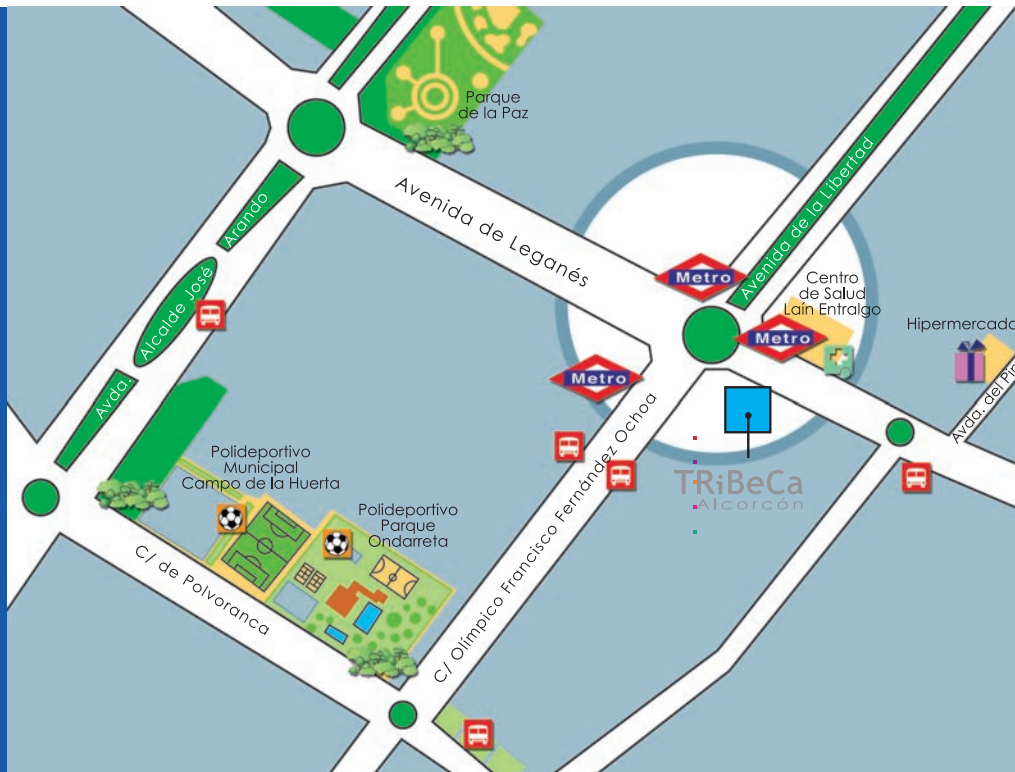 Parque
de la Paz
Avenida de Leganés
Avenida de la Libertad
Arando
Alcalde José
Avda.
Metro
Centro
de Salud
Laín Entralgo
Metro
Hipermercado
Metro
Avda. del Pin
TRiBeCa
Alcorcón
Polideportivo
Municipal
Campo de la Huerta
Polideportivo
Parque
Ondarreta
C/ de Polvoranca
C/ Olímpico Francisco Fernández Ochoa